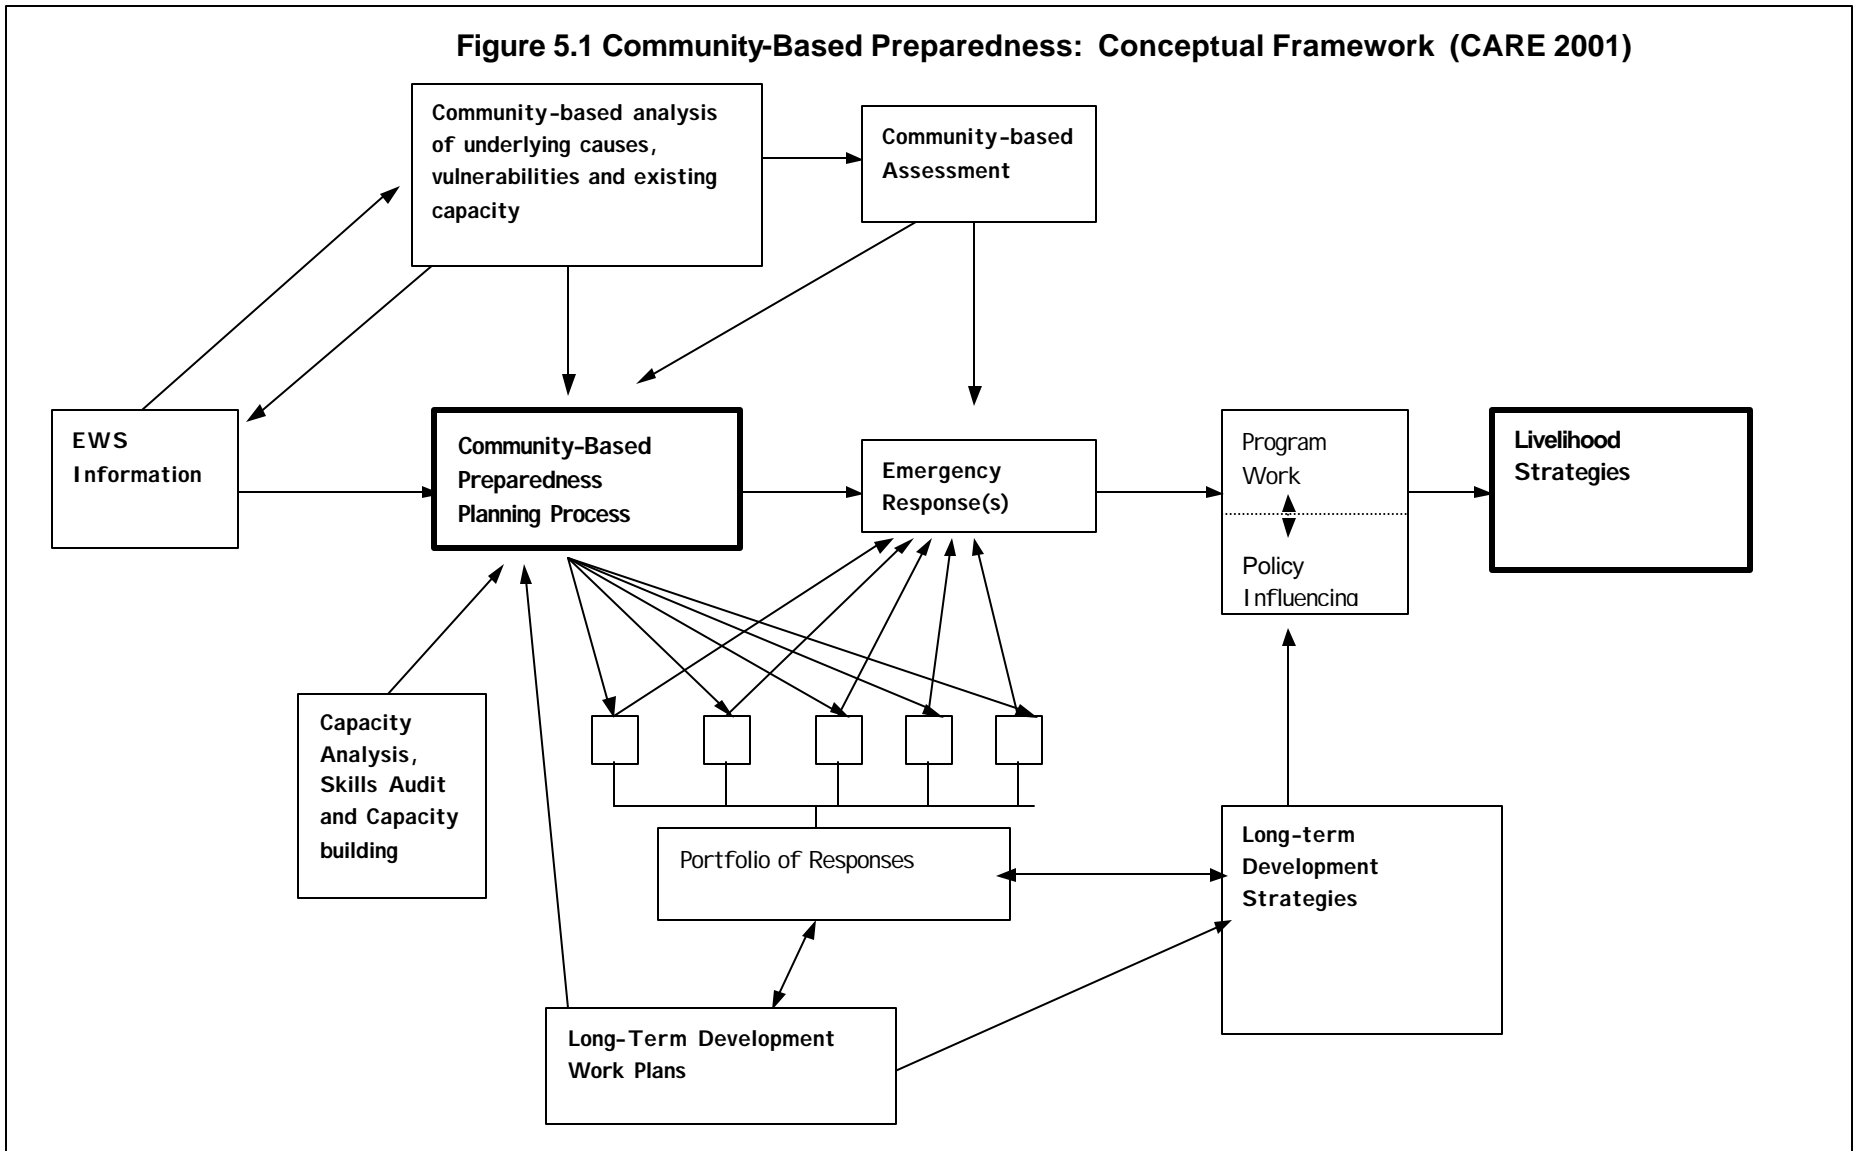 Figure 5.1 Community-Based Preparedness: Conceptual Framework (CARE 2001)
Community-based analysis
of underlying causes,
vulnerabilities and existing
capacity
Community-based
Assessment
EWS
Information
Community-Based
Preparedness
Planning Process
Emergency
Response(s)
Program
Work
Policy
Influencing
Livelihood
Strategies
Capacity
Analysis,
Skills Audit
and Capacity
building
Portfolio of Responses
Long-term
Development
Strategies
Long-Term Development
Work Plans